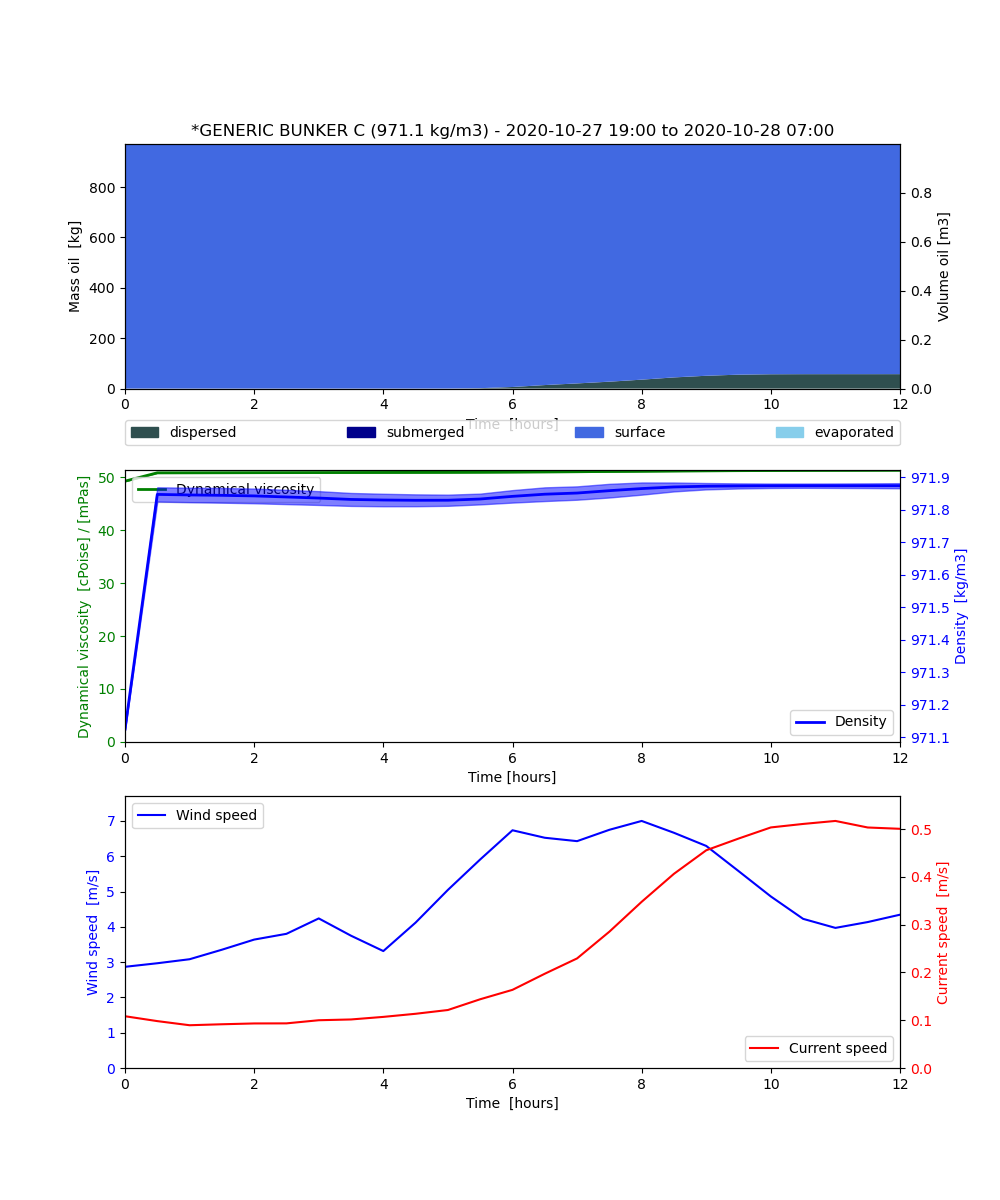 *GENERIC BUNKER C (971.1 kg/m3) - 2020-10-27 19:00 to 2020-10-28 07:00
Mass oil [kg]
800
600
400
200
0
Volume oil [m3]
0.8
0.6
0.4
0.2
0.0
0 2 4 6 8 10 12
Time [hours]
dispersed submerged surface evaporated
Dynamical viscosity [cPoise] / [mPas]
50
40
30
20
10
0
Dynamical viscosity
Density [kg/m3]
971.9
971.8
971.7
971.6
971.5
971.4
971.3
971.2
971.1
Density
0 2 4 6 8 10 12
Time [hours]
Wind speed [m/s]
7
6
5
4
3
2
1
0
Wind speed
Current speed [m/s]
0.5
0.4
0.3
0.2
0.1
0.0
Current speed
0 2 4 6 8 10 12
Time [hours]